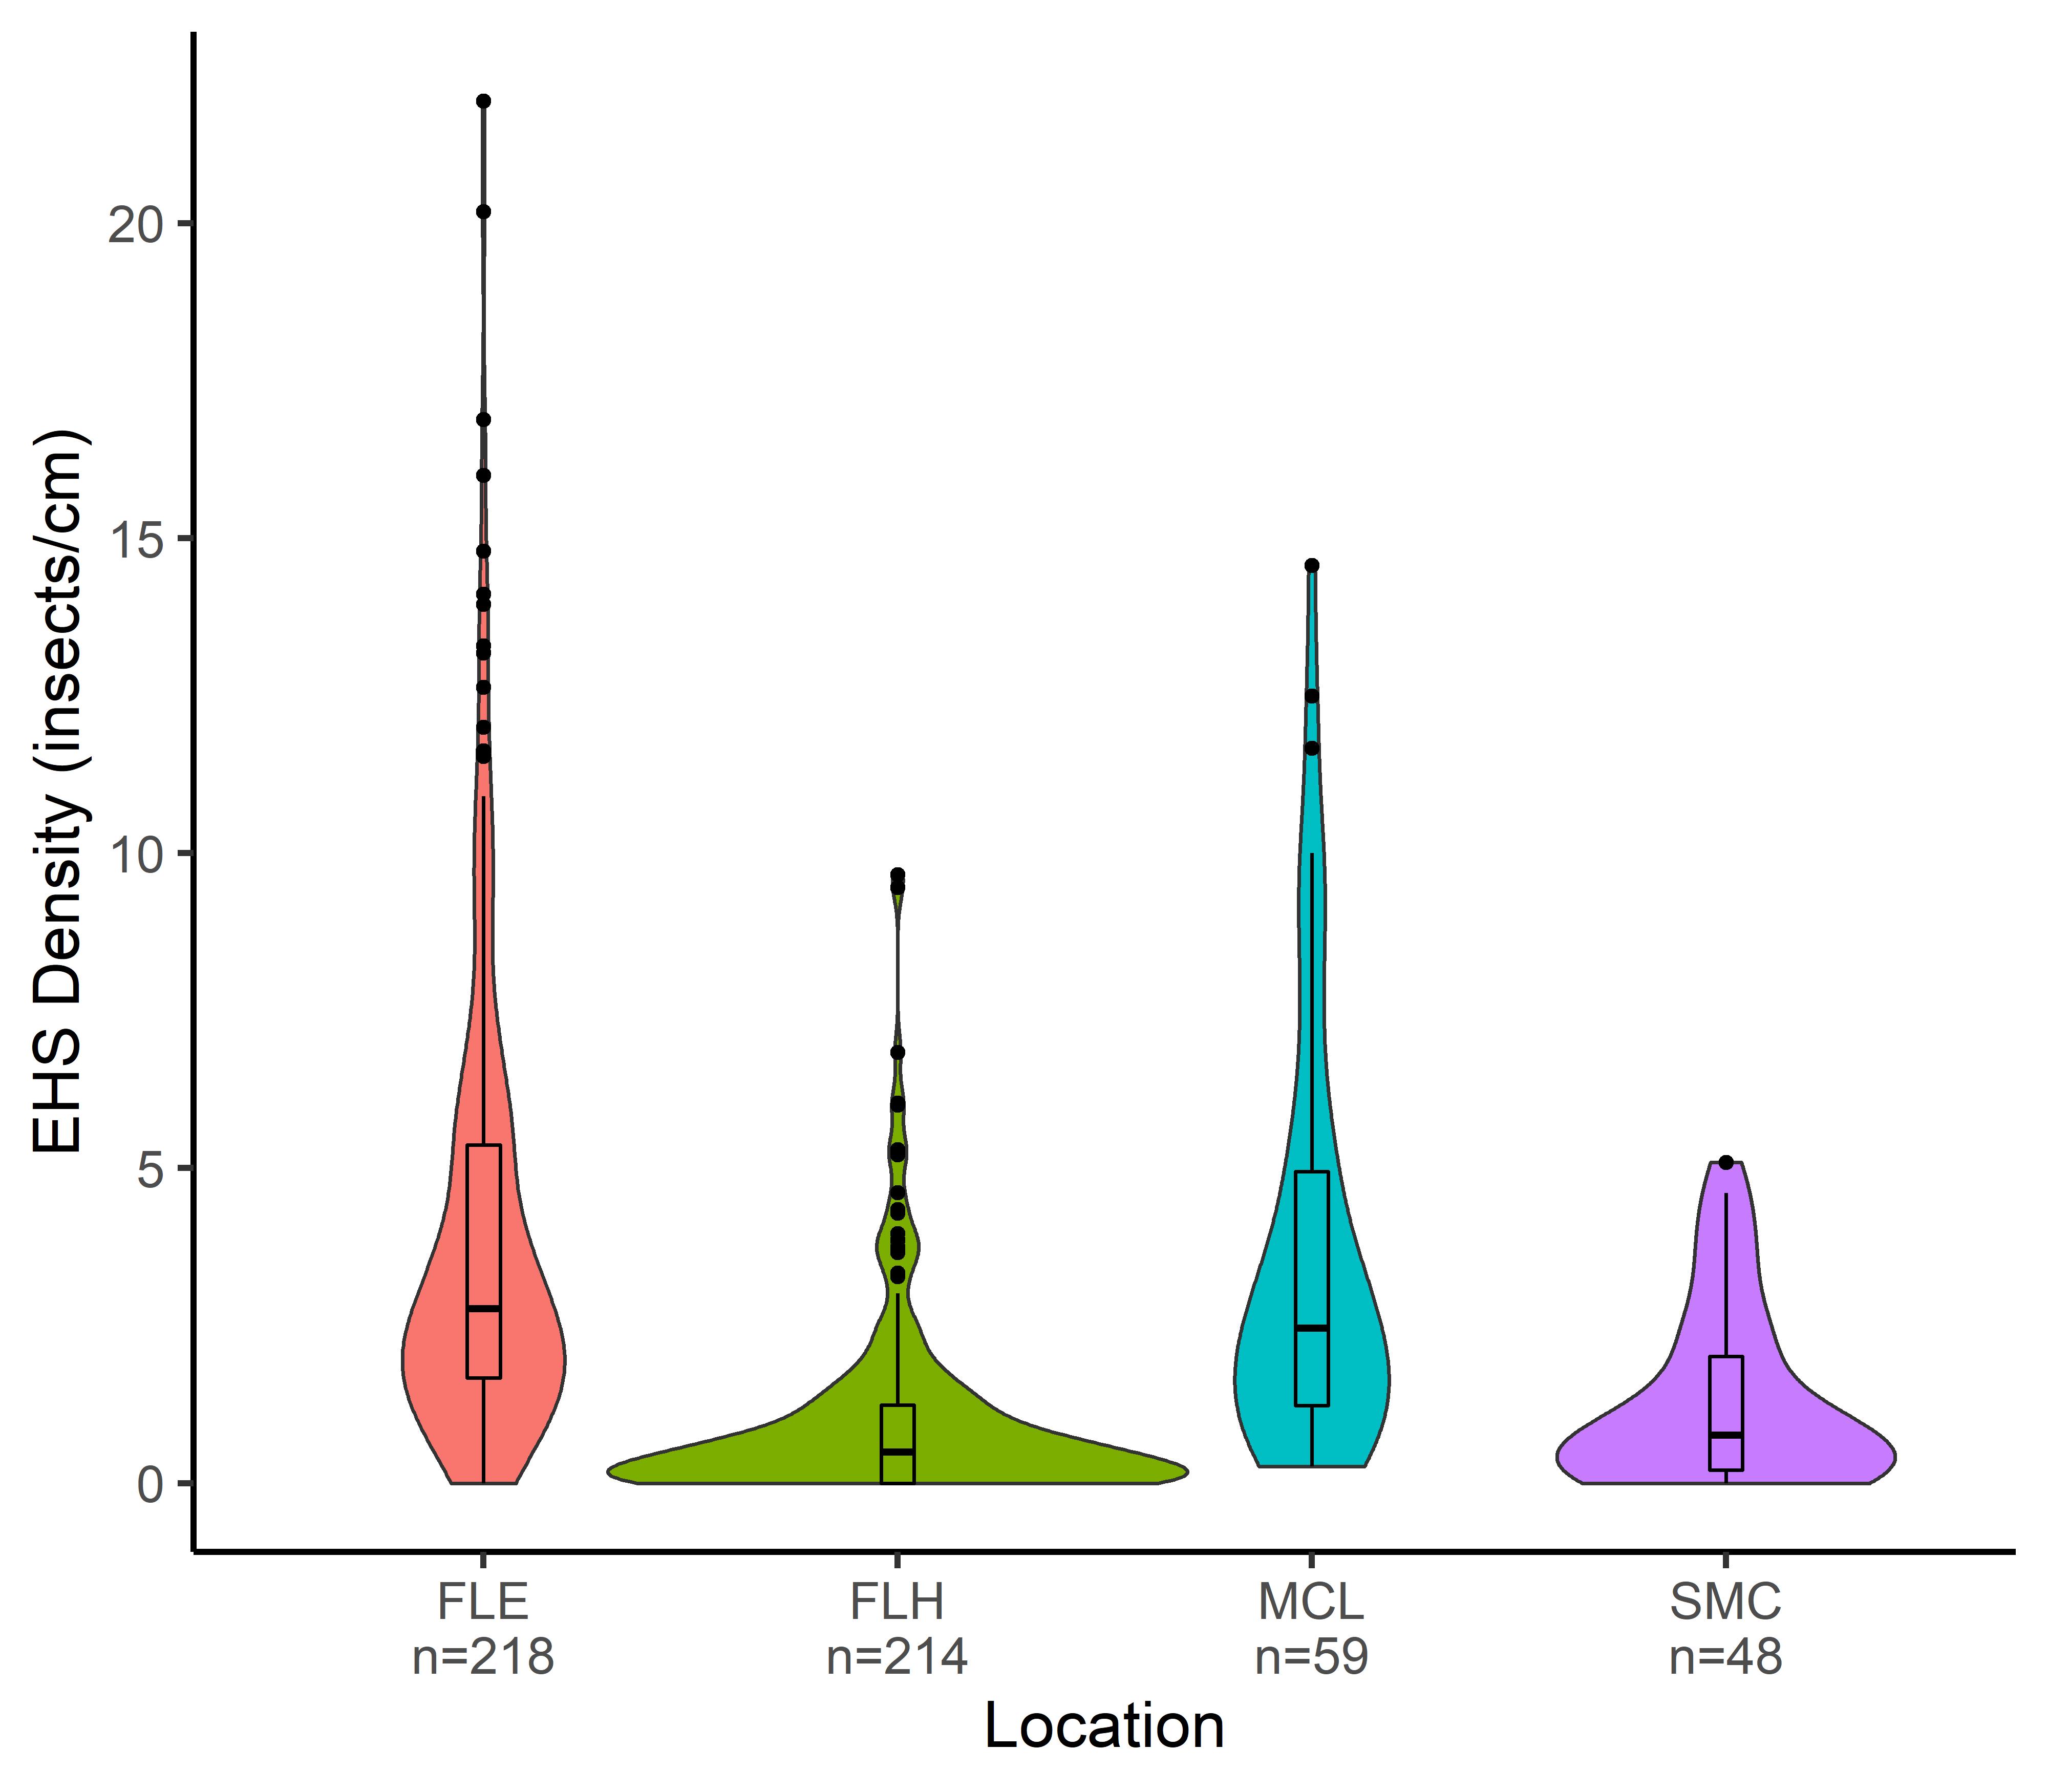 EHS Density (insects/cm)
20
15
10
5
0
FLE
n=218
FLH
n=214
MCL
n=59
SMC
n=48
Location